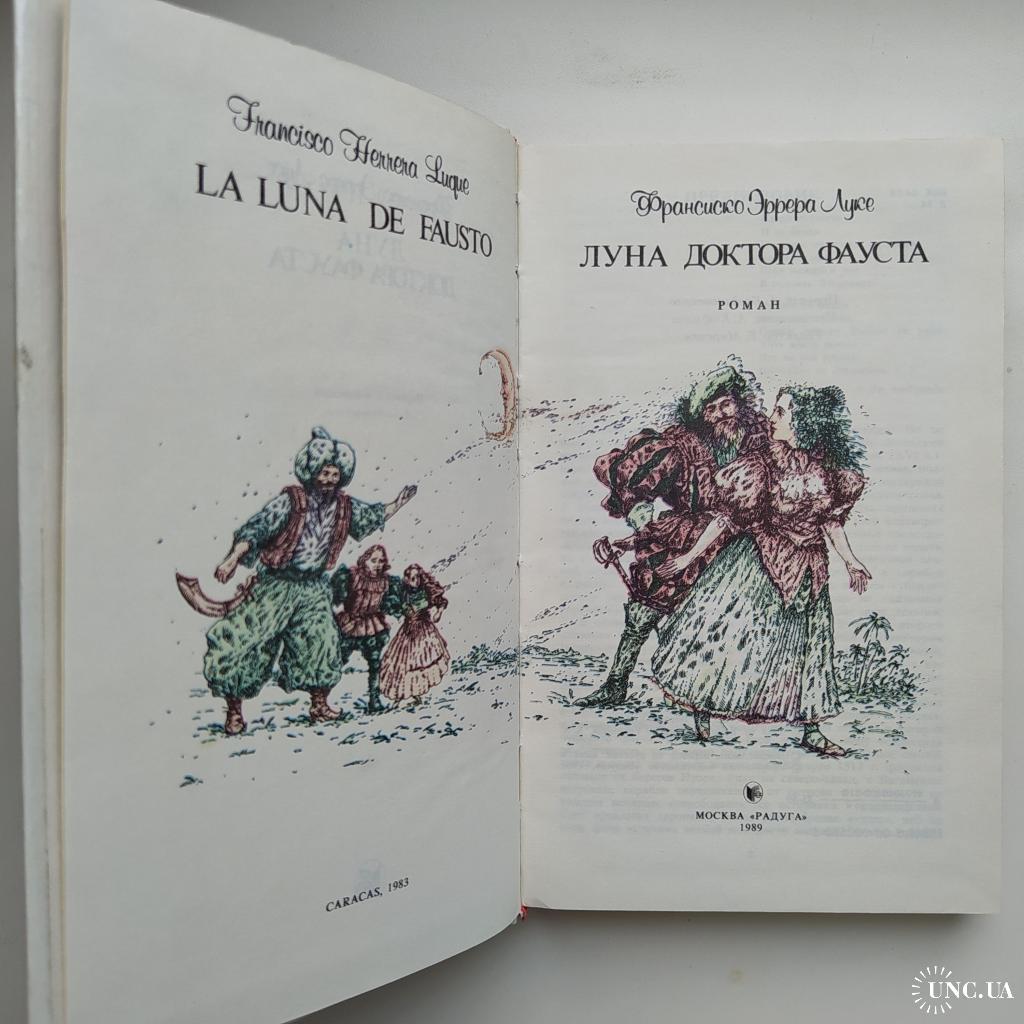 Francisco Herrera Luque
LA LUNA DE FAUSTO
CARACAS, 1983
Франсиско Эррера Луке
ЛУНА ДОКТОРА ФАУСТА
РОМАН
МОСКВА «РАДУГА»
1989
UNC.UA